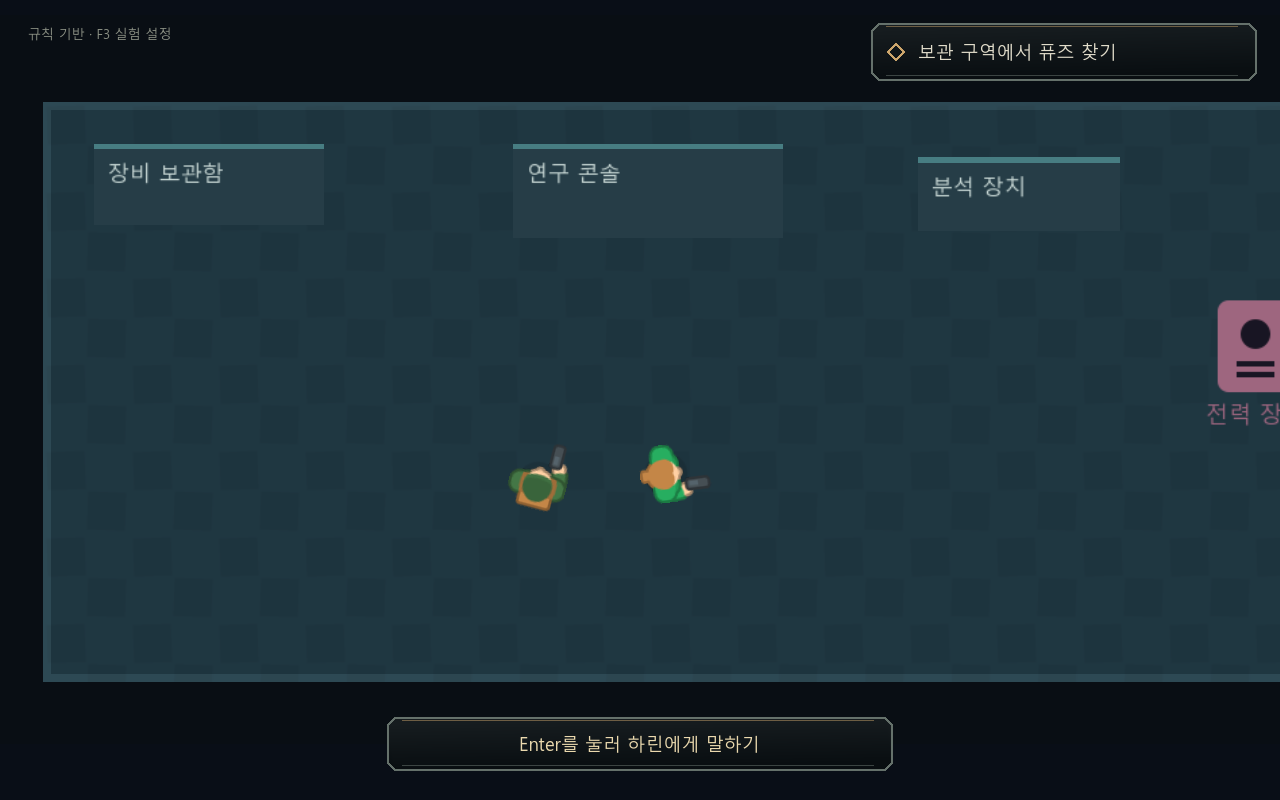 규칙 기반 · F3 실험 설정
보관 구역에서 퓨즈 찾기
장비 보관함
연구 콘솔
분석 장치
전력 장
Enter를 눌러 하린에게 말하기